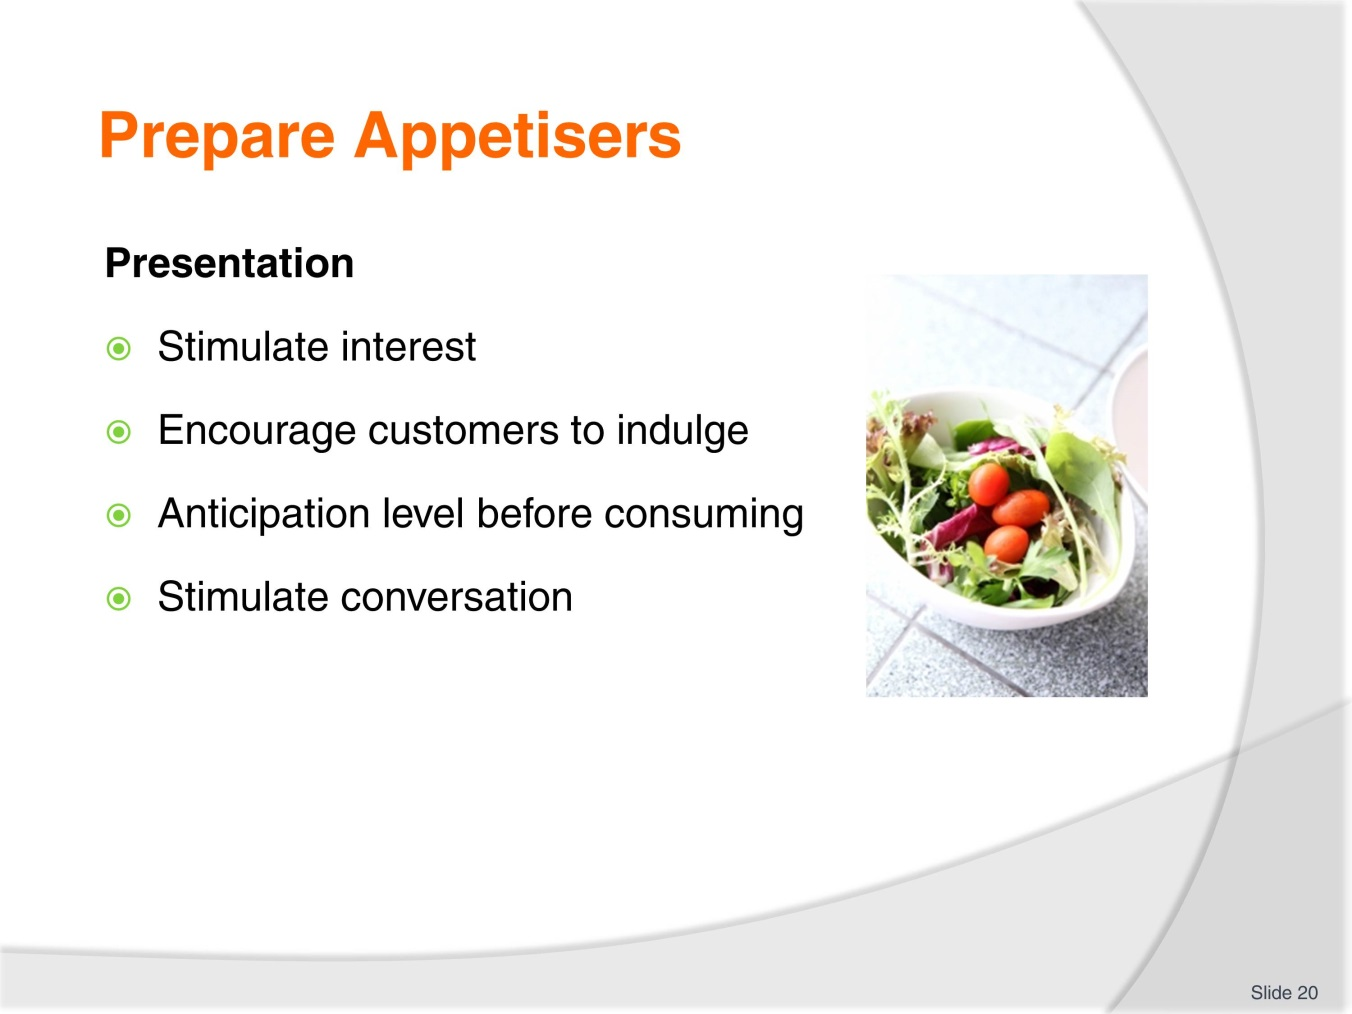 Prepare Appetisers
Presentation
Stimulate interest
Encourage customers to indulge
Anticipation level before consuming
Stimulate conversation
Slide 20